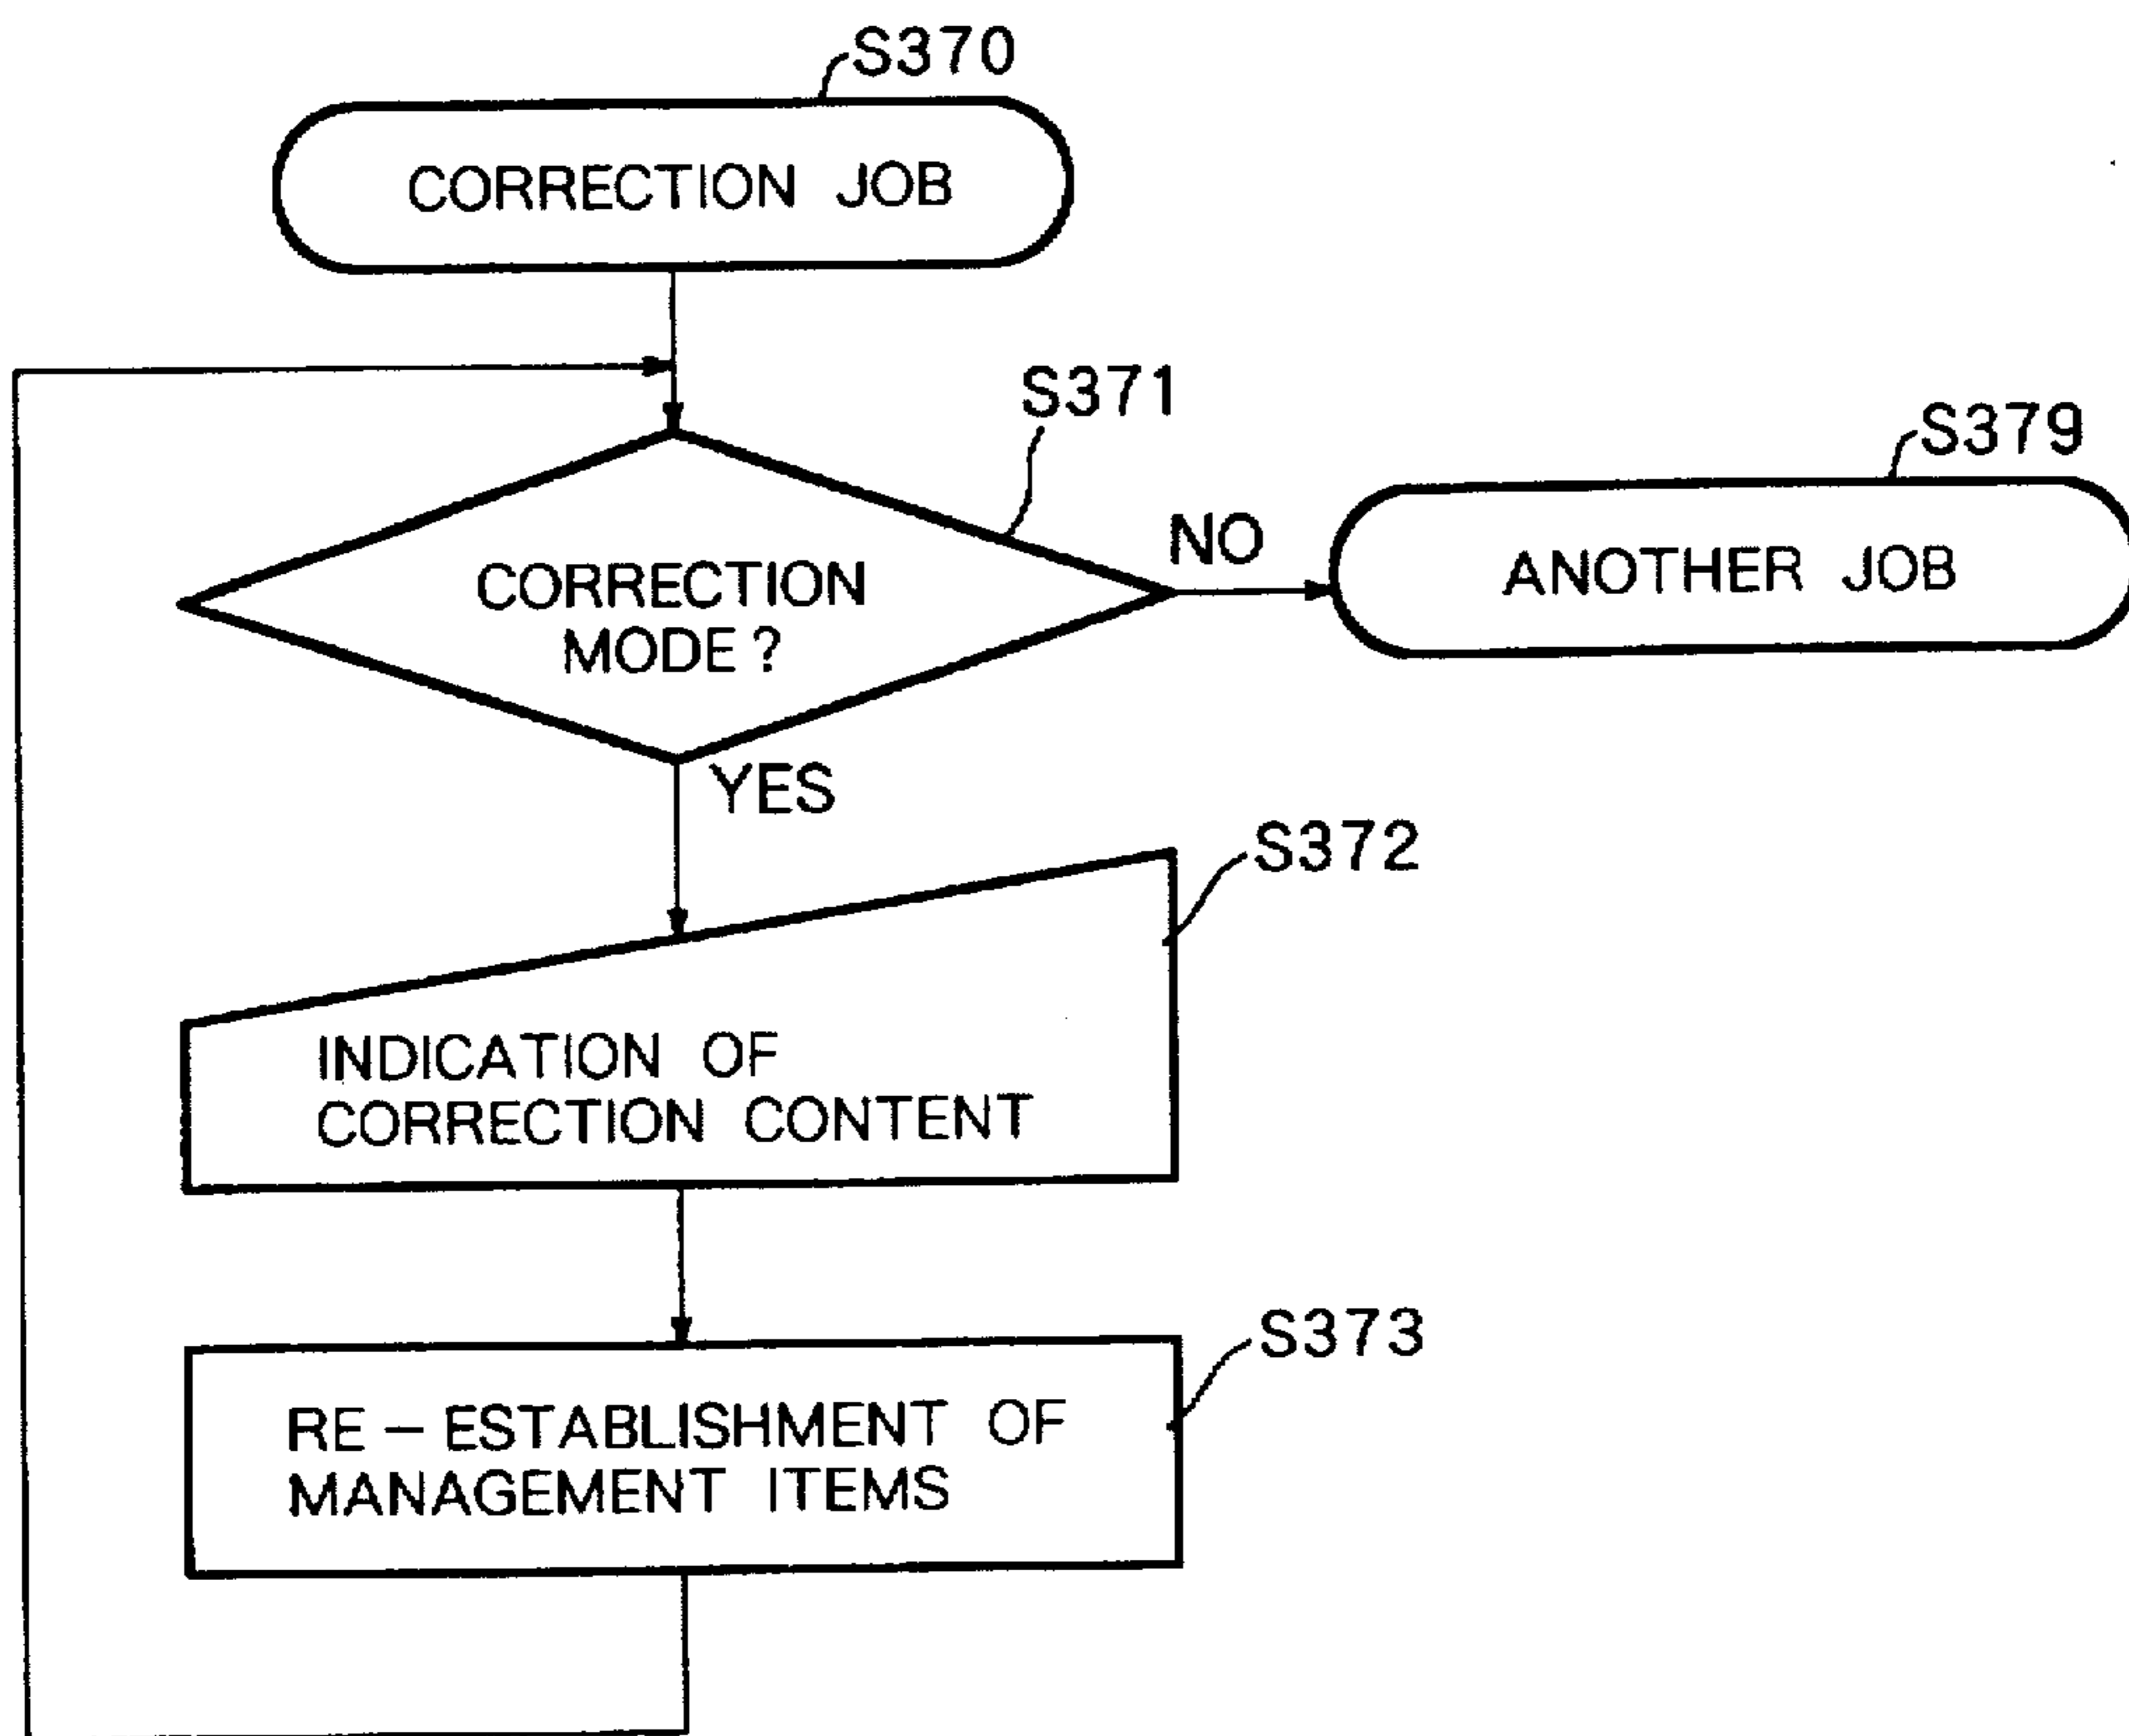 S370
CORRECTION JOB
S371
S379
NO
ANOTHER JOB
CORRECTION
MODE?
YES
S372
INDICATION OF
CORRECTION CONTENT
S373
RE-ESTABLISHMENT OF
MANAGEMENT ITEMS